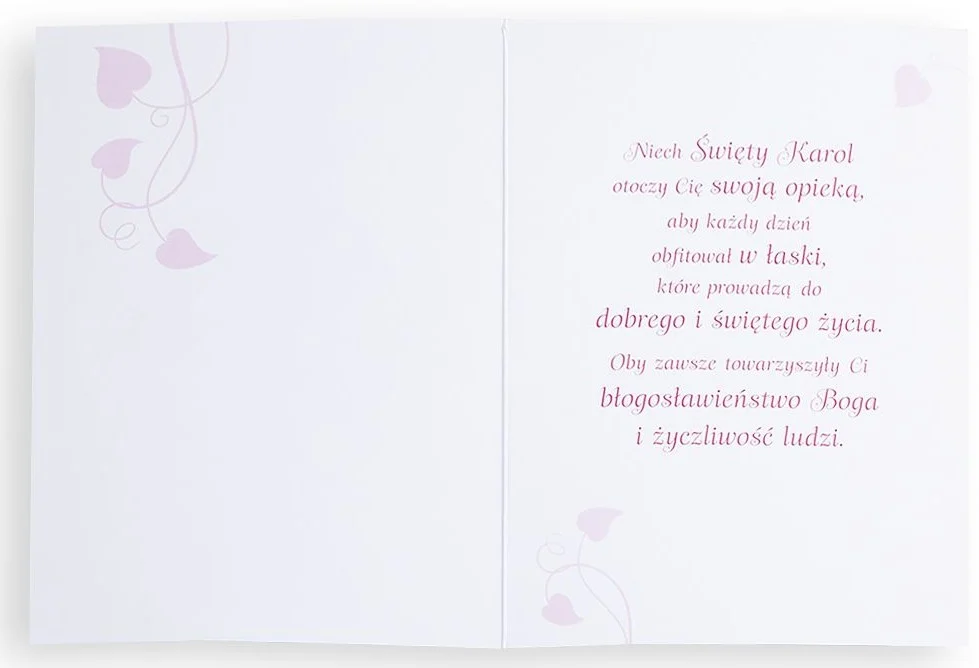 Niech Święty Karol
otoczy Cię swoją opieką,
aby każdy dzień
obfitował w łaski,
które prowadzą do
dobrego i świętego życia.
Oby zawsze towarzyszyły Ci
błogosławieństwo Boga
i życzliwość ludzi.